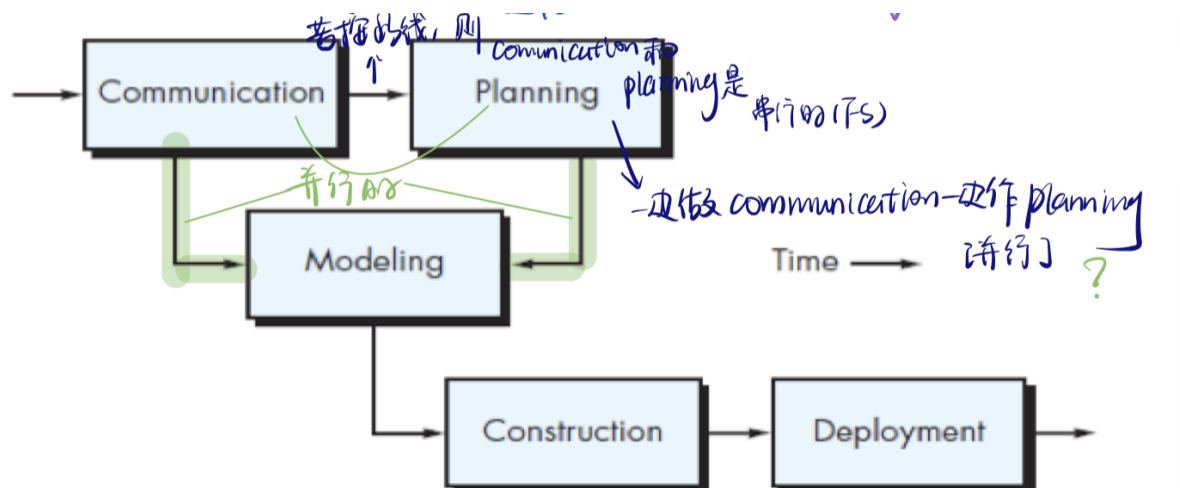 若按此线，则
comunication和
planning是
串行的(FS)
Communication
Planning
并行的
一边做communication一边作planning
[并行]
?
Modeling
Time
Construction
Deployment